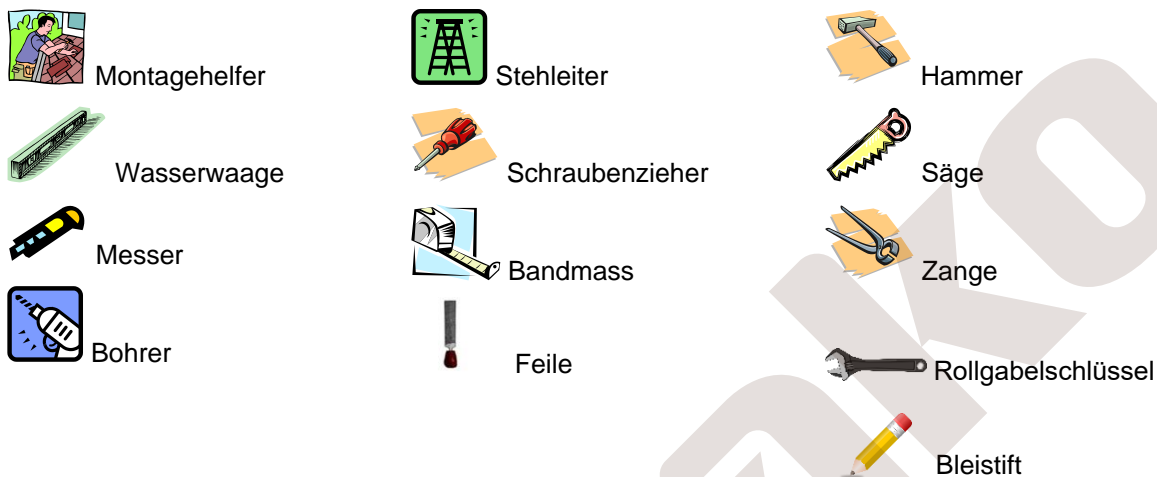 Montagehelfer
Stehleiter
Hammer
Wasserwaage
Schraubenzieher
Säge
Messer
Bandmass
Zange
Bohrer
Feile
Rollgabelschlüssel
Bleistift